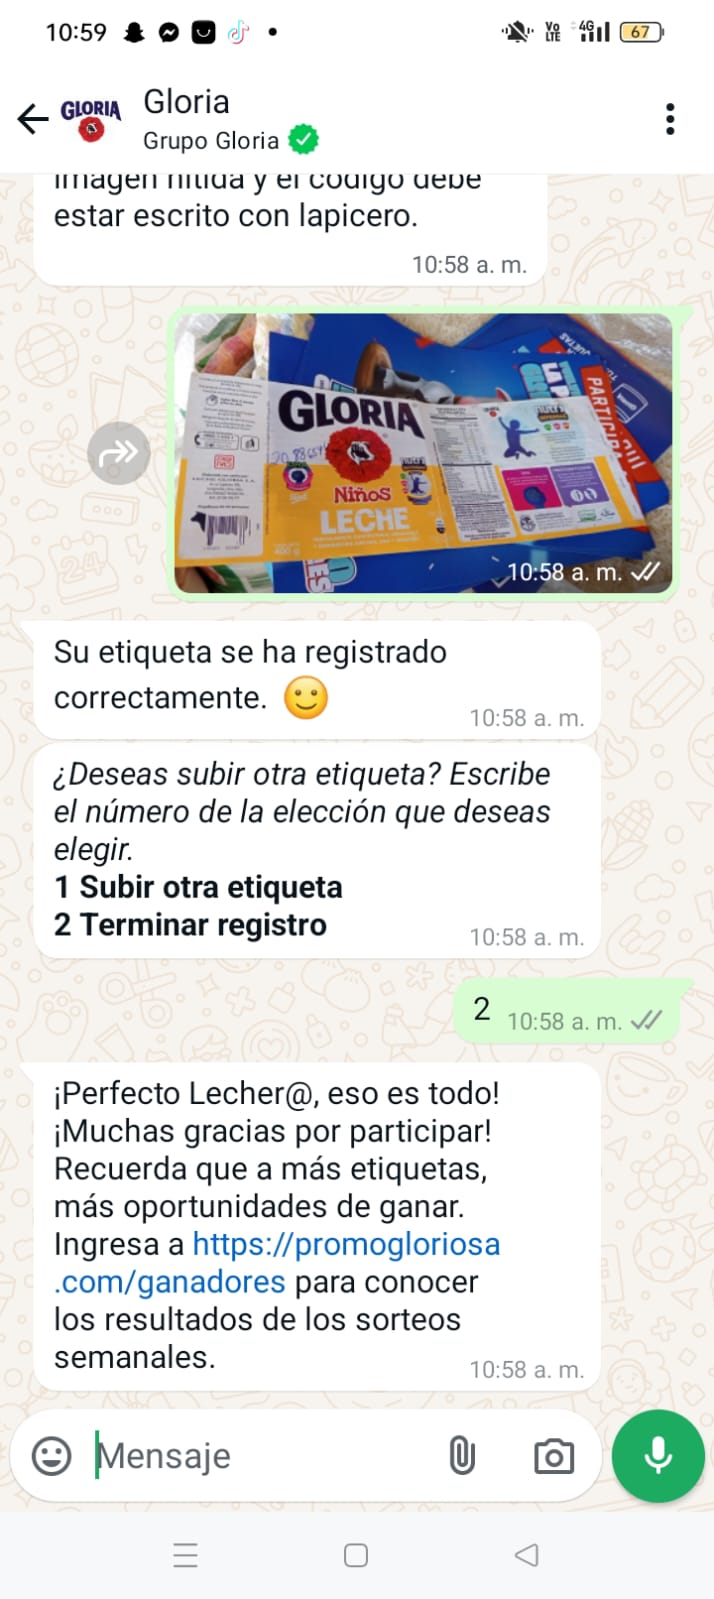 10:59
Vo
LTE
4G
67
GLORIA
Gloria
Grupo Gloria
imagen nítida y el código debe
estar escrito con lapicero.
10:58 a. m.
GLORIA
Niños
LECHE
400 g
PARTICIPA
AQUÍ
10:58 a. m.
Su etiqueta se ha registrado
correctamente. 🙂
10:58 a. m.
¿Deseas subir otra etiqueta? Escribe
el número de la elección que deseas
elegir.
1 Subir otra etiqueta
2 Terminar registro
10:58 a. m.
2
10:58 a. m.
¡Perfecto Lecher@, eso es todo!
¡Muchas gracias por participar!
Recuerda que a más etiquetas,
más oportunidades de ganar.
Ingresa a https://promogloriosa
.com/ganadores para conocer
los resultados de los sorteos
semanales.
10:58 a. m.
Mensaje